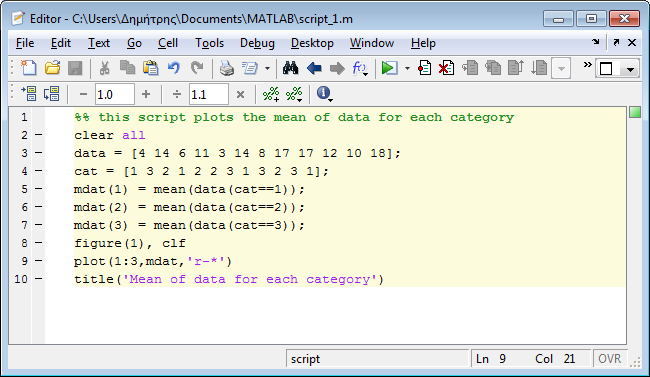 Editor - C:\Users\Δημήτρης\Documents\MATLAB\script_1.m
File Edit Text Go Cell Tools Debug Desktop Window Help
− 1.0 + ÷ 1.1 ×
1 %% this script plots the mean of data for each category
2 − clear all
3 − data = [4 14 6 11 3 14 8 17 17 12 10 18];
4 − cat = [1 3 2 1 2 2 3 1 3 2 3 1];
5 − mdat(1) = mean(data(cat==1));
6 − mdat(2) = mean(data(cat==2));
7 − mdat(3) = mean(data(cat==3));
8 − figure(1), clf
9 − plot(1:3,mdat,'r-*')
10 − title('Mean of data for each category')
script Ln 9 Col 21 OVR